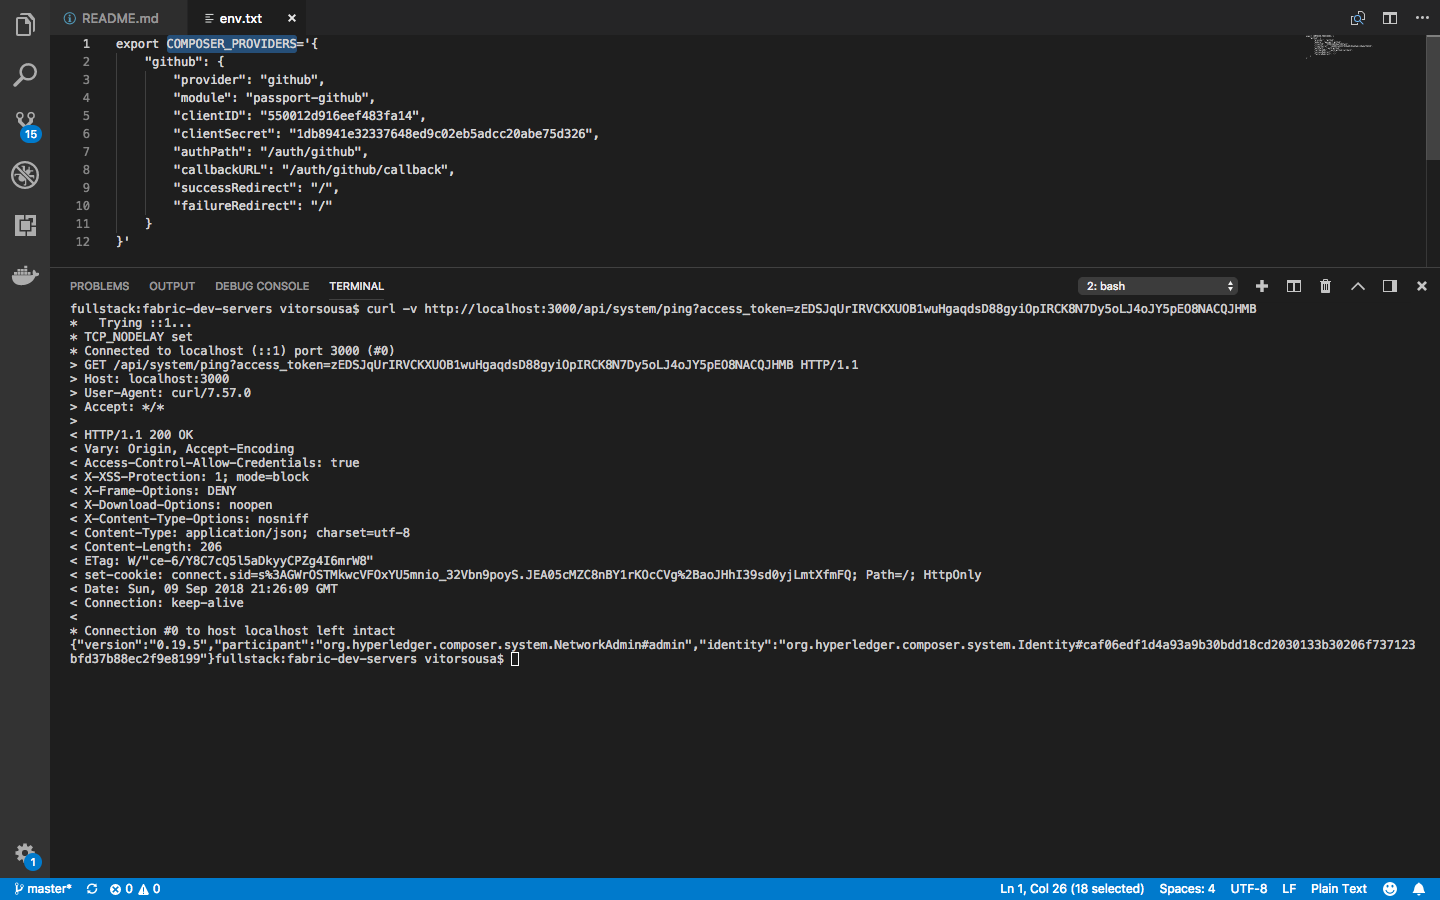 README.md env.txt
1 export COMPOSER_PROVIDERS='{
2 "github": {
3 "provider": "github",
4 "module": "passport-github",
5 "clientID": "550012d916eef483fa14",
6 "clientSecret": "1db8941e32337648ed9c02eb5adcc20abe75d326",
7 "authPath": "/auth/github",
8 "callbackURL": "/auth/github/callback",
9 "successRedirect": "/",
10 "failureRedirect": "/"
11 }
12 }'
15
PROBLEMS OUTPUT DEBUG CONSOLE TERMINAL 2: bash
fullstack:fabric-dev-servers vitorsousa$ curl -v http://localhost:3000/api/system/ping?access_token=zEDSJqUrIRVCKXUOB1wuHgaqdsD88gyiOpIRCK8N7Dy5oLJ4oJY5pEO8NACQJHMB
* Trying ::1...
* TCP_NODELAY set
* Connected to localhost (::1) port 3000 (#0)
> GET /api/system/ping?access_token=zEDSJqUrIRVCKXUOB1wuHgaqdsD88gyiOpIRCK8N7Dy5oLJ4oJY5pEO8NACQJHMB HTTP/1.1
> Host: localhost:3000
> User-Agent: curl/7.57.0
> Accept: */*
>
< HTTP/1.1 200 OK
< Vary: Origin, Accept-Encoding
< Access-Control-Allow-Credentials: true
< X-XSS-Protection: 1; mode=block
< X-Frame-Options: DENY
< X-Download-Options: noopen
< X-Content-Type-Options: nosniff
< Content-Type: application/json; charset=utf-8
< Content-Length: 206
< ETag: W/"ce-6/Y8C7cQ5l5aDkyyCPZg4I6mrW8"
< set-cookie: connect.sid=s%3AGWrOSTMkwcVFOxYU5mnio_32Vbn9poyS.JEA05cMZC8nBY1rKOcCVg%2BaoJHhI39sd0yjLmtXfmFQ; Path=/; HttpOnly
< Date: Sun, 09 Sep 2018 21:26:09 GMT
< Connection: keep-alive
<
* Connection #0 to host localhost left intact
{"version":"0.19.5","participant":"org.hyperledger.composer.system.NetworkAdmin#admin","identity":"org.hyperledger.composer.system.Identity#caf06edf1d4a93a9b30bdd18cd2030133b30206f737123
bfd37b88ec2f9e8199"}fullstack:fabric-dev-servers vitorsousa$
1
master* 0 0 Ln 1, Col 26 (18 selected) Spaces: 4 UTF-8 LF Plain Text